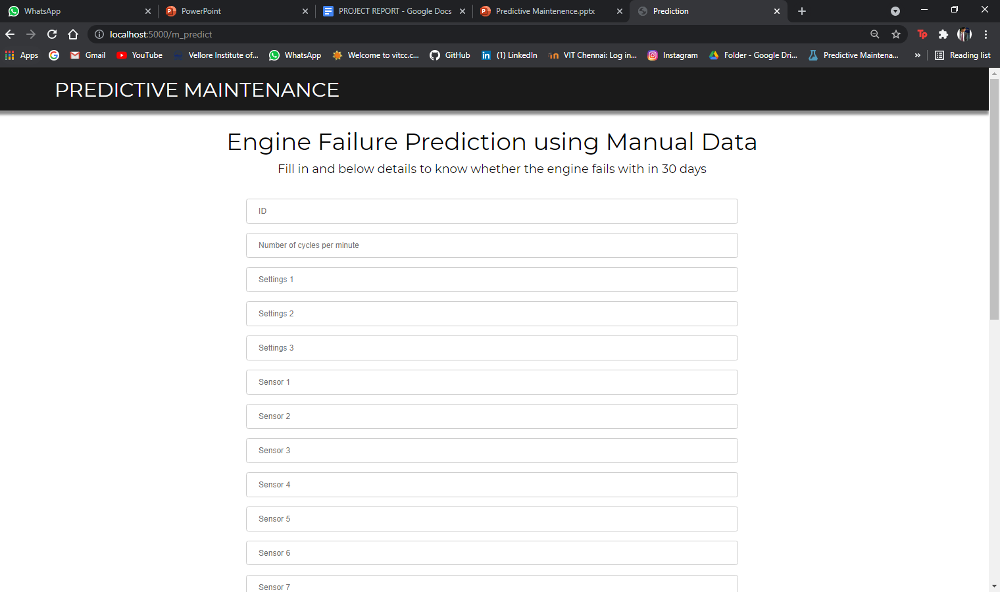 WhatsApp
PowerPoint
PROJECT REPORT - Google Docs
Predictive Maintenence.pptx
Prediction
localhost:5000/m_predict
Tp
Apps
Gmail
YouTube
Vellore Institute of...
WhatsApp
Welcome to vitcc.c...
GitHub
(1) LinkedIn
VIT Chennai: Log in...
Instagram
Folder - Google Dri...
Predictive Maintena...
»
Reading list
PREDICTIVE MAINTENANCE
Engine Failure Prediction using Manual Data
Fill in and below details to know whether the engine fails with in 30 days
ID
Number of cycles per minute
Settings 1
Settings 2
Settings 3
Sensor 1
Sensor 2
Sensor 3
Sensor 4
Sensor 5
Sensor 6
Sensor 7